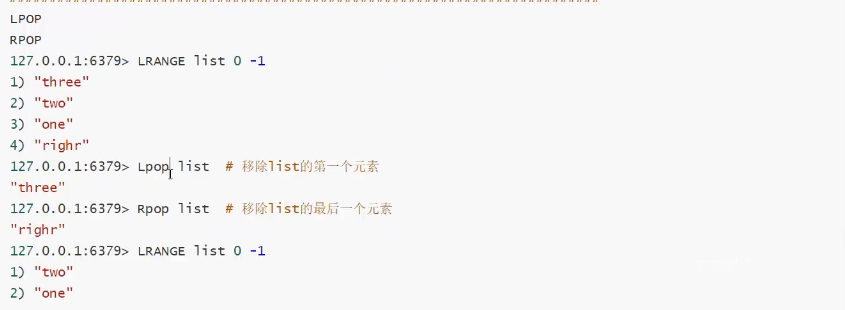 LPOP
RPOP
127.0.0.1:6379> LRANGE list 0 -1
1) "three"
2) "two"
3) "one"
4) "righr"
127.0.0.1:6379> Lpop list # 移除list的第一个元素
"three"
127.0.0.1:6379> Rpop list # 移除list的最后一个元素
"righr"
127.0.0.1:6379> LRANGE list 0 -1
1) "two"
2) "one"